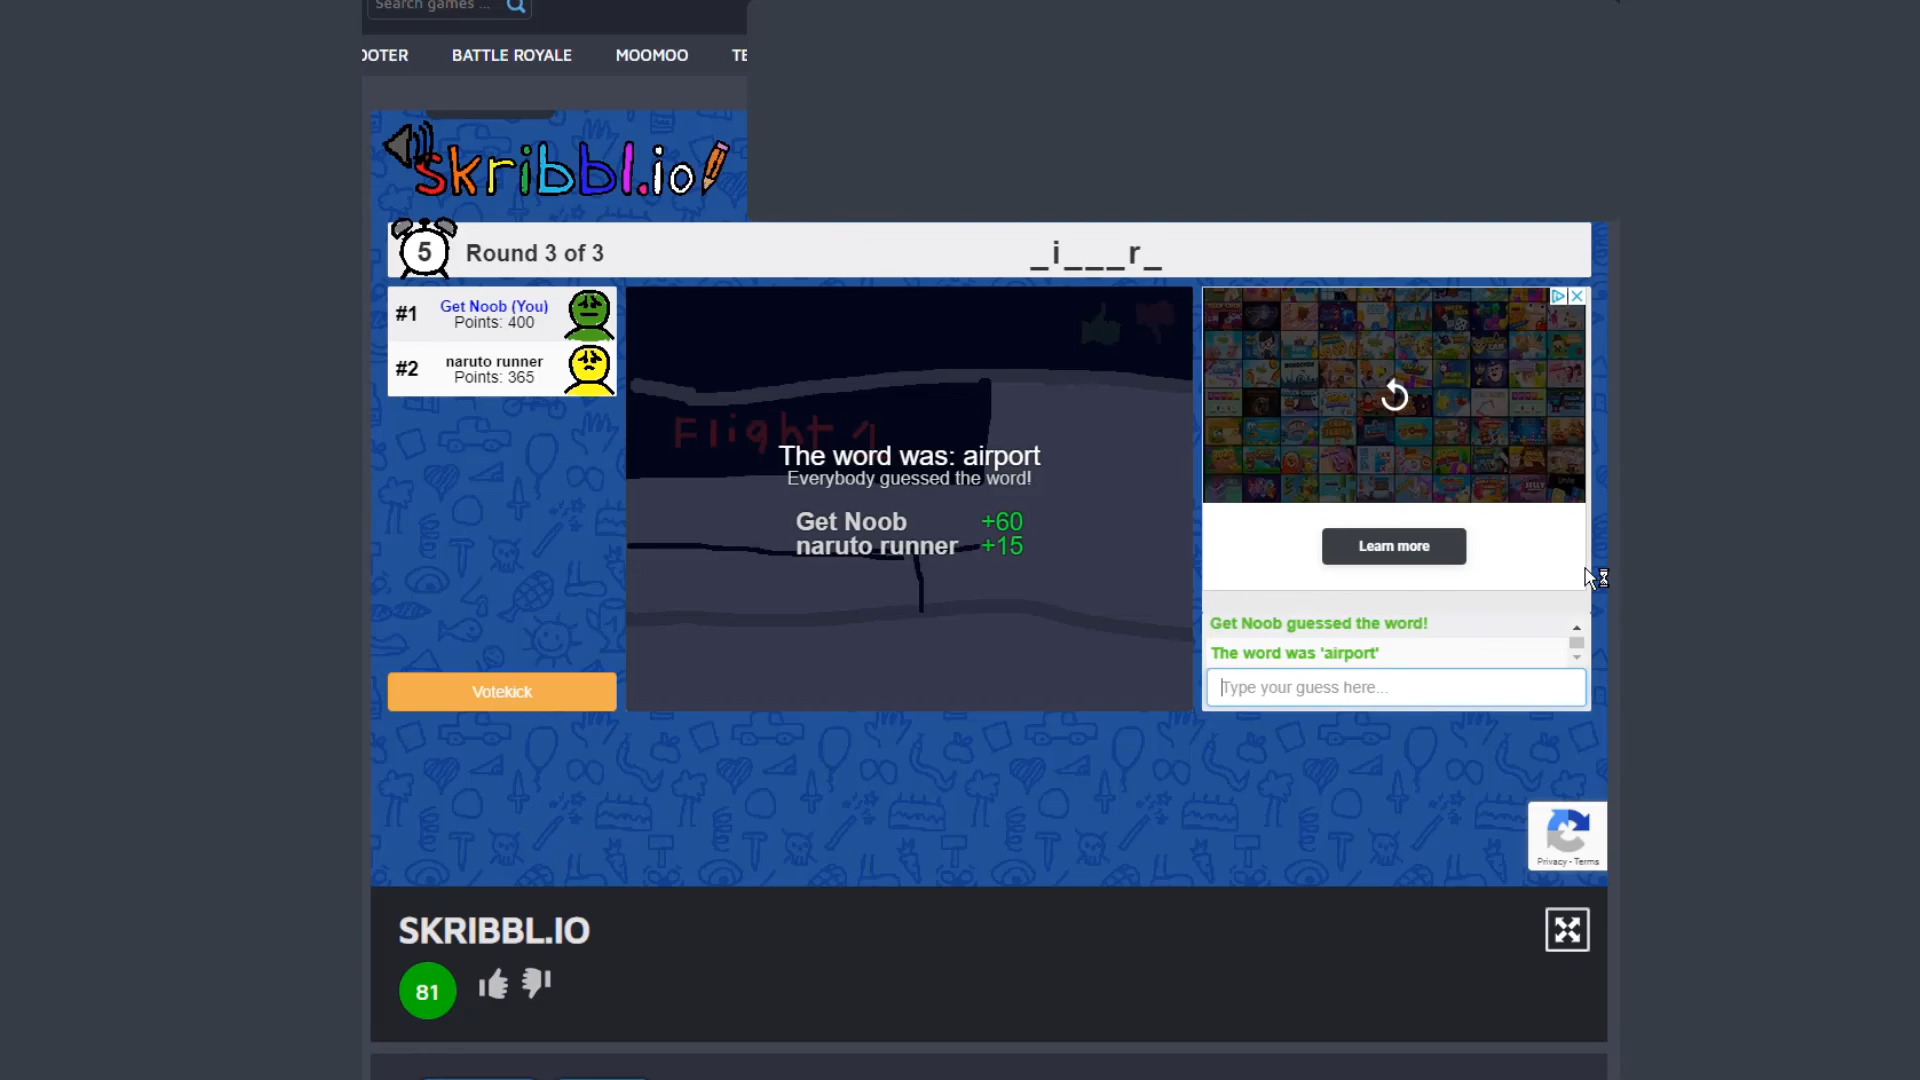 Search games ...
OOTER BATTLE ROYALE MOOMOO TE
skribbl.io
5 Round 3 of 3 _i___r_
#1 Get Noob (You)
Points: 400
#2 naruto runner
Points: 365
Flight 1
The word was: airport
Everybody guessed the word!
Get Noob +60
naruto runner +15
Learn more
Get Noob guessed the word!
The word was 'airport'
Type your guess here...
Votekick
Privacy - Terms
SKRIBBL.IO
81